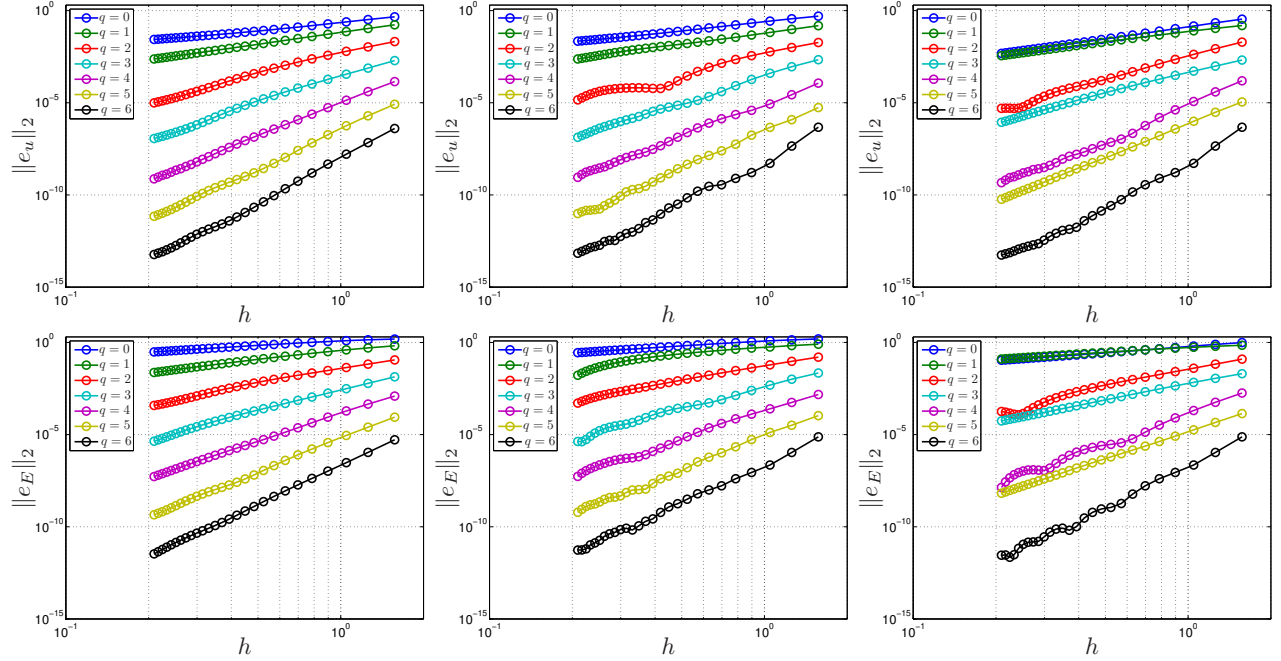 10^0
10^-5
10^-10
10^-15
‖e_u‖_2
q = 0
q = 1
q = 2
q = 3
q = 4
q = 5
q = 6
10^-1
10^0
h
10^0
10^-5
10^-10
10^-15
‖e_u‖_2
q = 0
q = 1
q = 2
q = 3
q = 4
q = 5
q = 6
10^-1
10^0
h
10^0
10^-5
10^-10
10^-15
‖e_u‖_2
q = 0
q = 1
q = 2
q = 3
q = 4
q = 5
q = 6
10^-1
10^0
h
10^0
10^-5
10^-10
10^-15
‖e_E‖_2
q = 0
q = 1
q = 2
q = 3
q = 4
q = 5
q = 6
10^-1
10^0
h
10^0
10^-5
10^-10
10^-15
‖e_E‖_2
q = 0
q = 1
q = 2
q = 3
q = 4
q = 5
q = 6
10^-1
10^0
h
10^0
10^-5
10^-10
10^-15
‖e_E‖_2
q = 0
q = 1
q = 2
q = 3
q = 4
q = 5
q = 6
10^-1
10^0
h